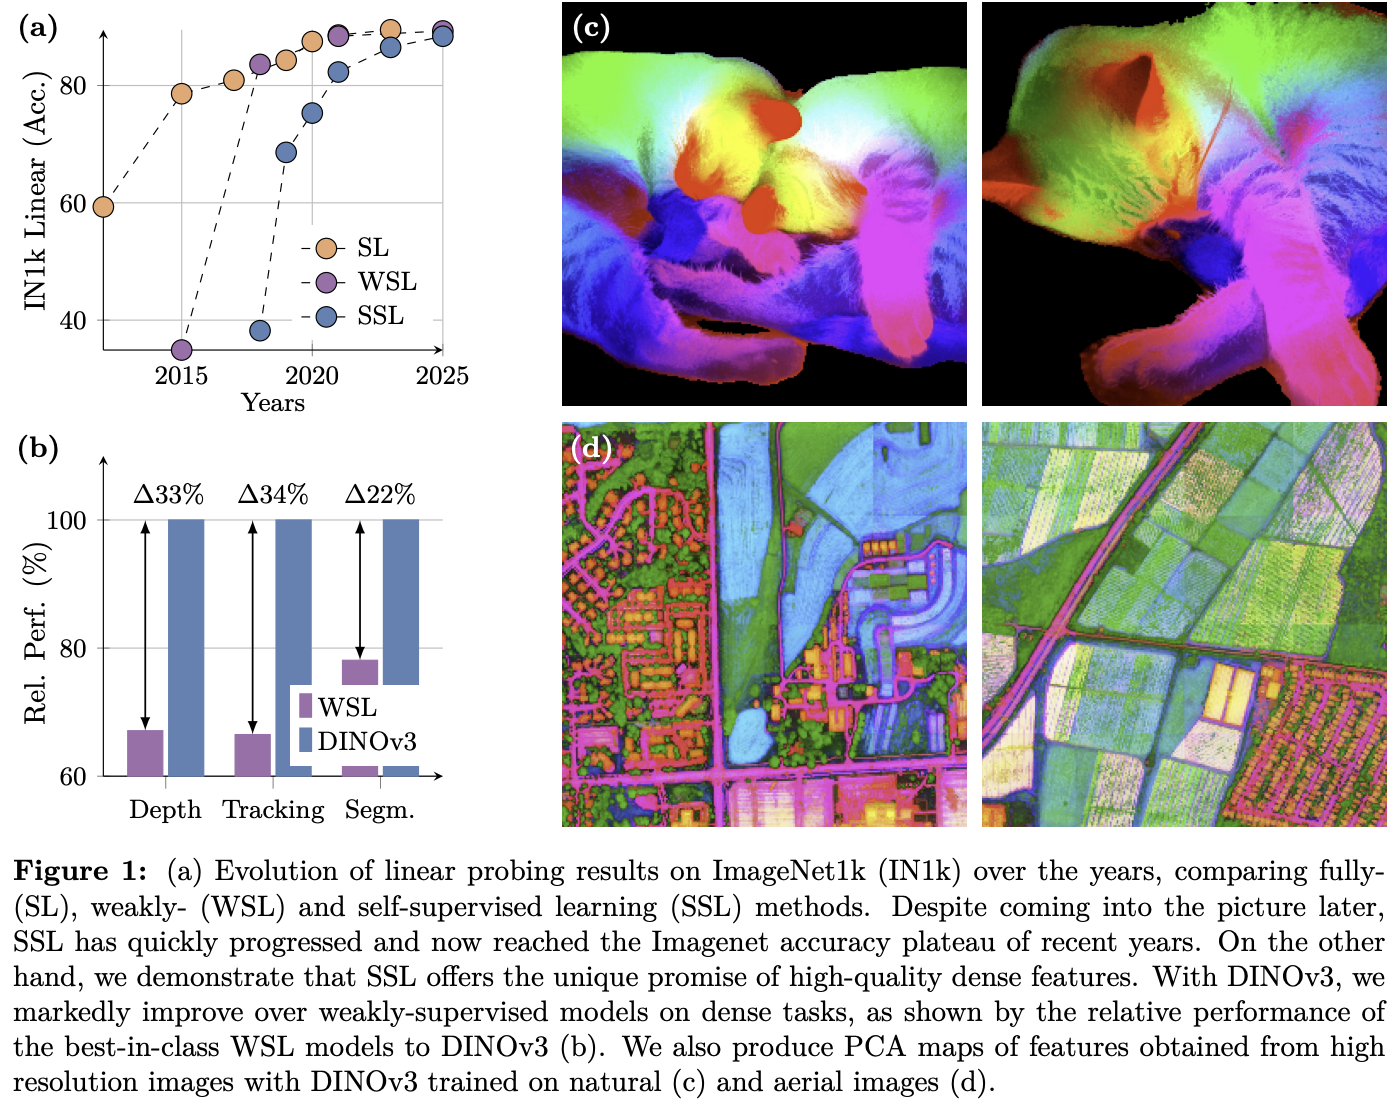 (a)
IN1k Linear (Acc.)
80
60
40
SL
WSL
SSL
2015 2020 2025
Years
(b)
Rel. Perf. (%)
Δ33% Δ34% Δ22%
100
80
60
WSL
DINOv3
Depth Tracking Segm.
(c)
(d)
Figure 1: (a) Evolution of linear probing results on ImageNet1k (IN1k) over the years, comparing fully-
(SL), weakly- (WSL) and self-supervised learning (SSL) methods. Despite coming into the picture later,
SSL has quickly progressed and now reached the Imagenet accuracy plateau of recent years. On the other
hand, we demonstrate that SSL offers the unique promise of high-quality dense features. With DINOv3, we
markedly improve over weakly-supervised models on dense tasks, as shown by the relative performance of
the best-in-class WSL models to DINOv3 (b). We also produce PCA maps of features obtained from high
resolution images with DINOv3 trained on natural (c) and aerial images (d).